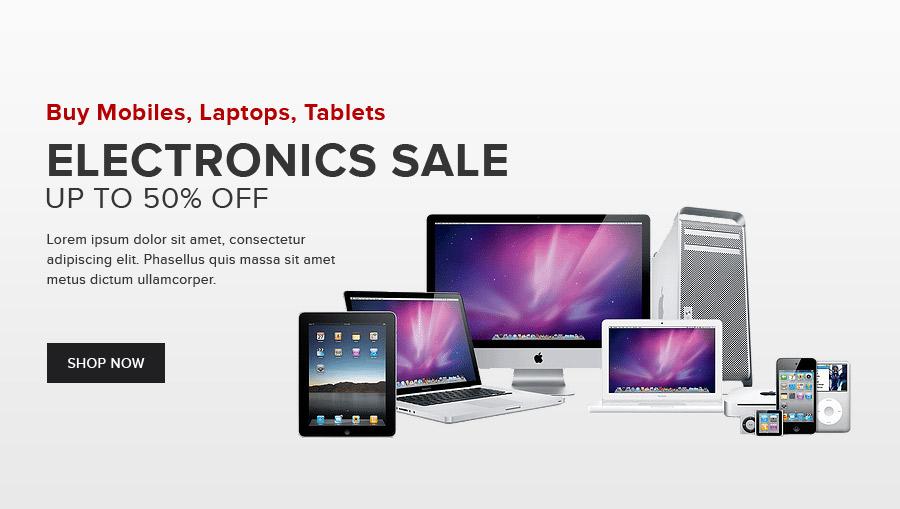 Buy Mobiles, Laptops, Tablets
ELECTRONICS SALE
UP TO 50% OFF
Lorem ipsum dolor sit amet, consectetur
adipiscing elit. Phasellus quis massa sit amet
metus dictum ullamcorper.
SHOP NOW